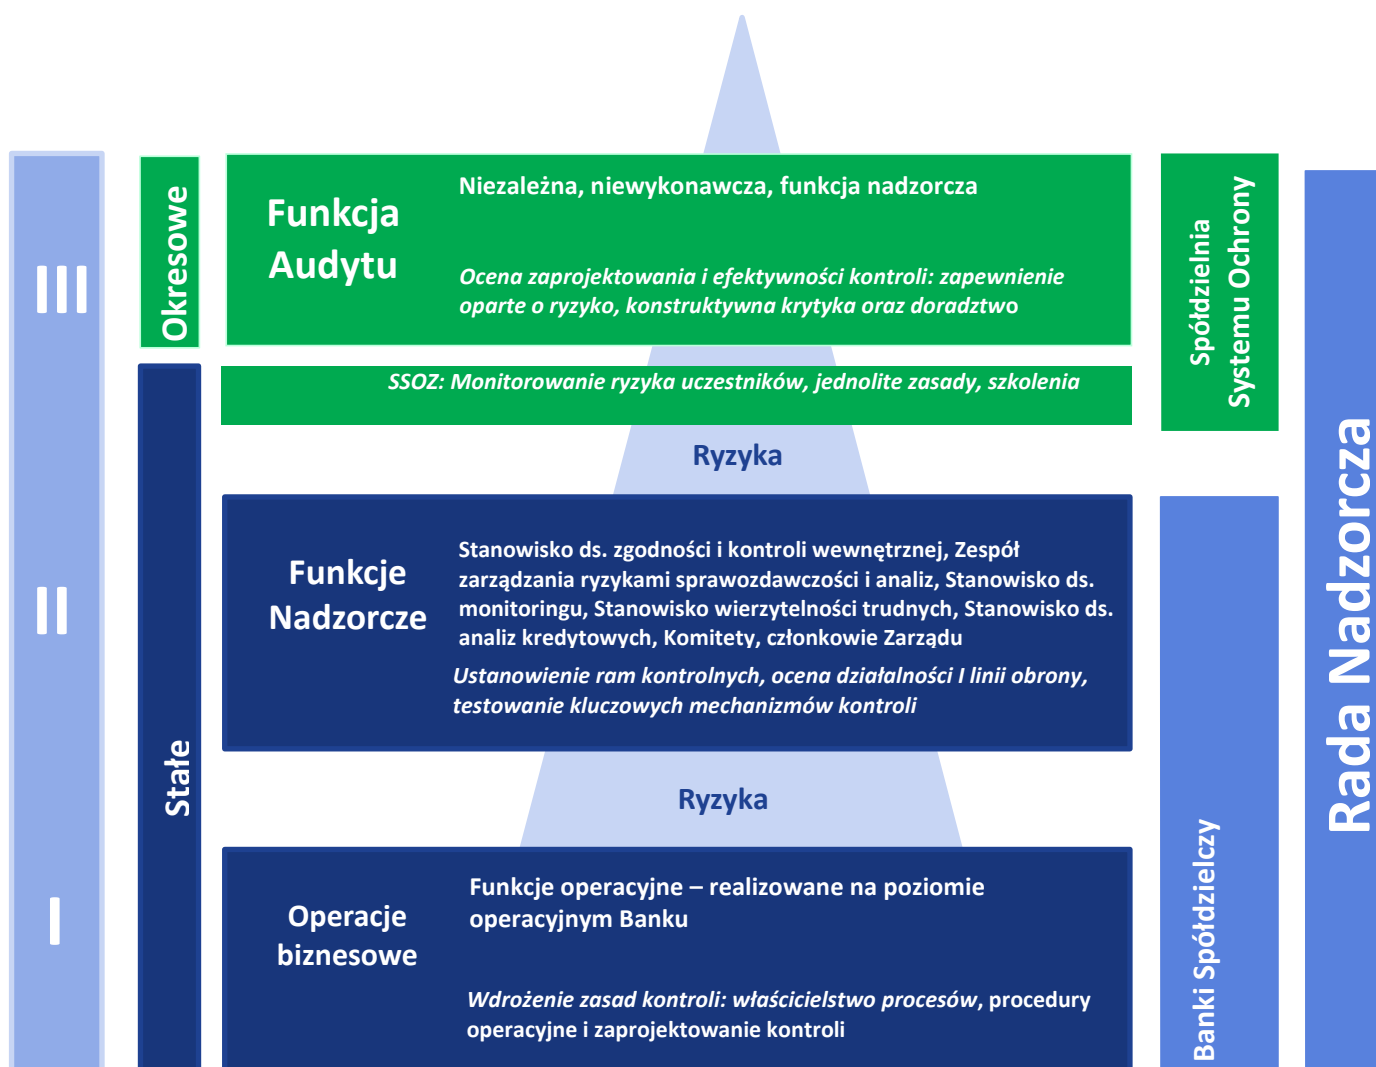 III
Okresowe
Funkcja
Audytu
Niezależna, niewykonawcza, funkcja nadzorcza
Ocena zaprojektowania i efektywności kontroli: zapewnienie
oparte o ryzyko, konstruktywna krytyka oraz doradztwo
Spółdzielnia
Systemu Ochrony
SSOZ: Monitorowanie ryzyka uczestników, jednolite zasady, szkolenia
Ryzyka
II
Stałe
Funkcje
Nadzorcze
Stanowisko ds. zgodności i kontroli wewnętrznej, Zespół
zarządzania ryzykami sprawozdawczości i analiz, Stanowisko ds.
monitoringu, Stanowisko wierzytelności trudnych, Stanowisko ds.
analiz kredytowych, Komitety, członkowie Zarządu
Ustanowienie ram kontrolnych, ocena działalności I linii obrony,
testowanie kluczowych mechanizmów kontroli
Rada Nadzorcza
Ryzyka
I
Operacje
biznesowe
Funkcje operacyjne – realizowane na poziomie
operacyjnym Banku
Wdrożenie zasad kontroli: właścicielstwo procesów, procedury
operacyjne i zaprojektowanie kontroli
Banki Spółdzielczy